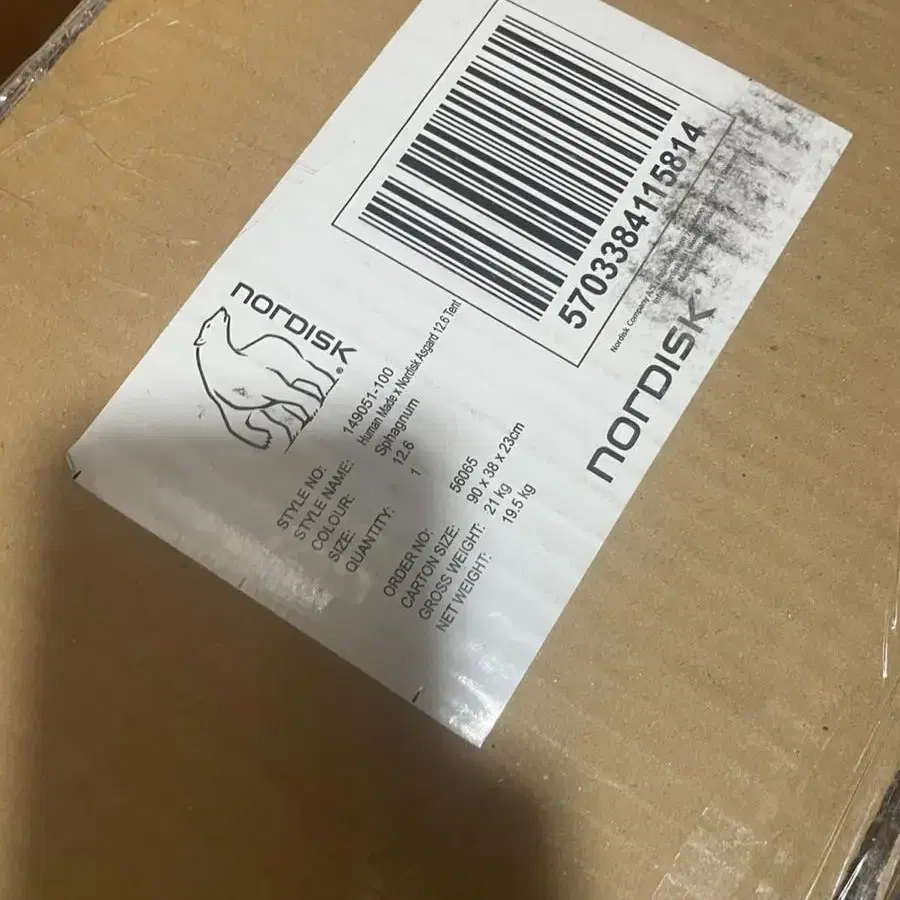 nORDISK
STYLE NO: 149051-100
STYLE NAME: Human Made x Nordisk Asgard 12.6 Tent
COLOUR: Sphagnum
SIZE: 12.6
QUANTITY: 1
ORDER NO: 56065
CARTON SIZE: 90 x 38 x 23cm
GROSS WEIGHT: 21 kg
NET WEIGHT: 19.5 kg
5703384115814
Nordisk Company A/S
nORDISK®